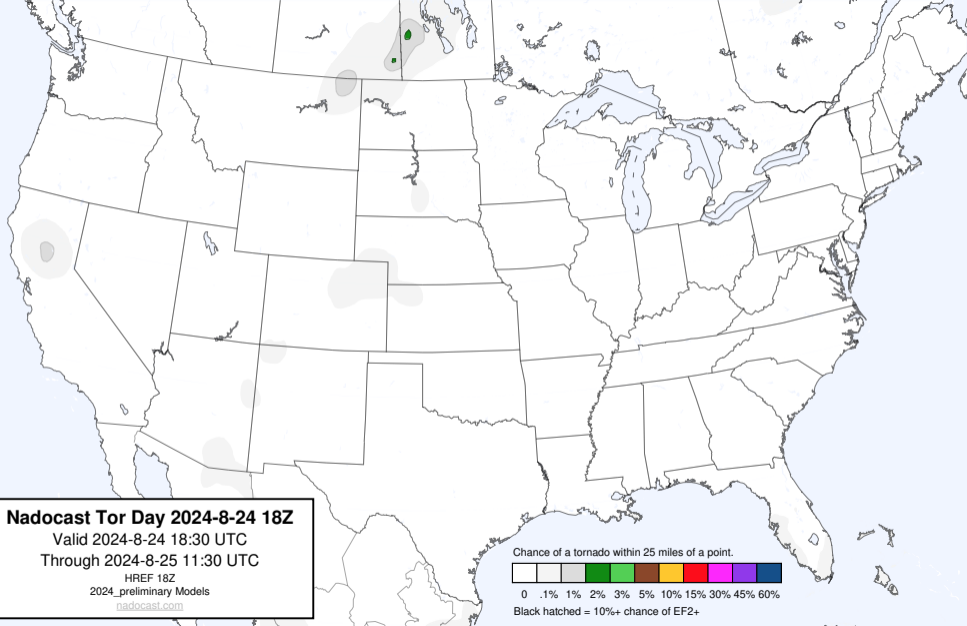 Nadocast Tor Day 2024-8-24 18Z
Valid 2024-8-24 18:30 UTC
Through 2024-8-25 11:30 UTC
HREF 18Z
2024_preliminary Models
nadocast.com
Chance of a tornado within 25 miles of a point.
0 .1% 1% 2% 3% 5% 10% 15% 30% 45% 60%
Black hatched = 10%+ chance of EF2+